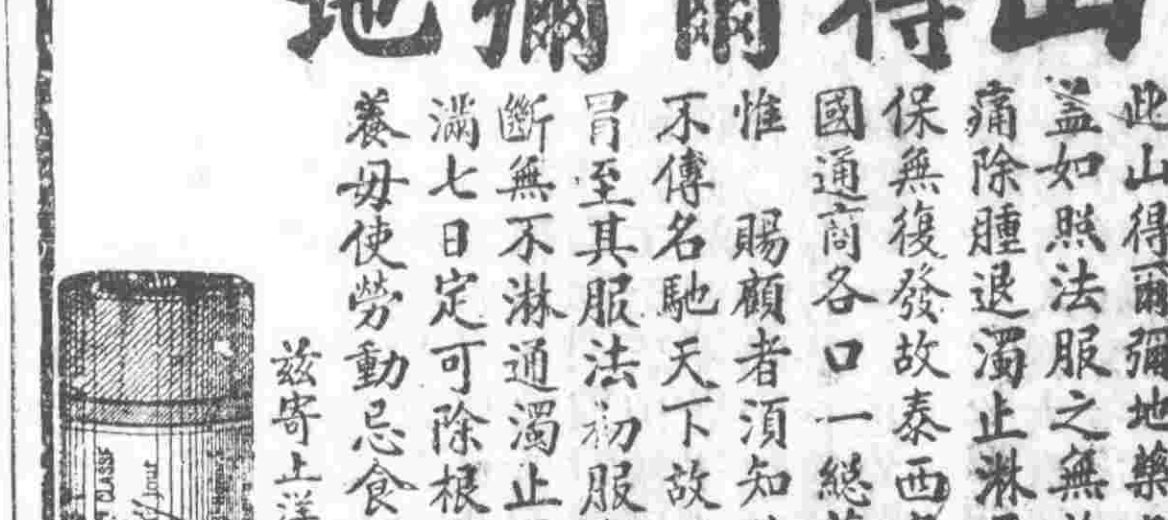 山得爾彌地
此山得爾彌地藥
蓋如照法服之無
痛除腫退濁止淋
保無復發故泰西
國通商各口一總
惟 賜顧者須知
不傳名馳天下故
冒至其服法初服
斷無不淋通濁止
滿七日定可除根
養毋使勞動忌食
茲寄上洋